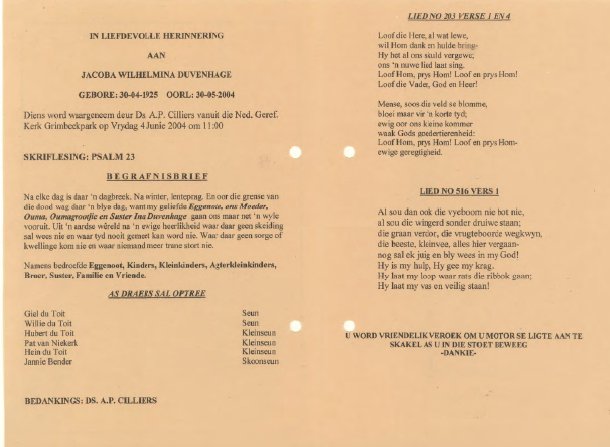 IN LIEFDEVOLLE HERINNERING
AAN
JACOBA WILHELMINA DUVENHAGE
GEBORE: 30-04-1925 OORL: 30-05-2004
Diens word waargeneem deur Ds A.P. Cilliers vanuit die Ned. Geref.
Kerk Grimbeekpark op Vrydag 4 Junie 2004 om 11:00
SKRIFLESING: PSALM 23
BEGRAFNISBRIEF
Na elke dag is daar 'n dagbreek. Na winter, lenteprag. En oor die grense van
die dood wag daar 'n blye dag, want my geliefde Eggenoot, ons Moeder,
Ouma, Oumagrootjie en Suster Ina Duvenhage gaan ons maar net 'n wyle
vooruit. Uit 'n aardse wêreld na 'n ewige heerlikheid waar daar geen skeiding
sal wees nie en waar tyd nooit gemeet kan word nie. Waar daar geen sorge of
kwellinge kom nie en waar niemand meer trane stort nie.
Namens bedroefde Eggenoot, Kinders, Kleinkinders, Agterkleinkinders,
Broer, Suster, Familie en Vriende.
AS DRAERS SAL OPTREE
Giel du Toit Seun
Willie du Toit Seun
Hubert du Toit Kleinseun
Pat van Niekerk Kleinseun
Hein du Toit Kleinseun
Jannie Bender Skoonseun
BEDANKINGS: DS. A.P. CILLIERS
LIED NO 203 VERSE 1 EN 4
Loof die Here, al wat lewe,
wil Hom dank en hulde bring-
Hy het al ons skuld vergewe;
ons 'n nuwe lied laat sing.
Loof Hom, prys Hom! Loof en prys Hom!
Loof die Vader, God en Heer!
Mense, soos die veld se blomme,
bloei maar vir 'n korte tyd;
ewig oor ons kleine kommer
waak Gods goedertierenheid:
Loof Hom, prys Hom! Loof en prys Hom-
ewige geregtigheid.
LIED NO 516 VERS 1
Al sou dan ook die vyeboom nie bot nie,
al sou die wingerd sonder druiwe staan;
die graan verdor, die vrugteboorde wegkwyn,
die beeste, kleinvee, alles hier vergaan-
nog sal ek juig en bly wees in my God!
Hy is my hulp, Hy gee my krag.
Hy laat my loop waar rats die ribbok gaan;
Hy laat my vas en veilig staan!
U WORD VRIENDELIK VEROEK OM U MOTOR SE LIGTE AAN TE
SKAKEL AS U IN DIE STOET BEWEEG
-DANKIE-